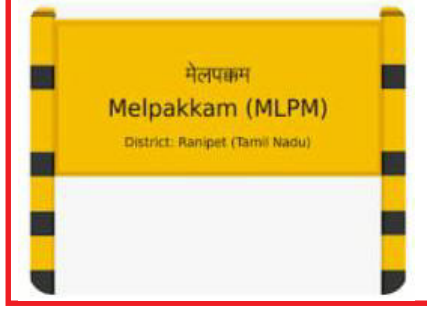 मेलपक्कम
Melpakkam (MLPM)
District: Ranipet (Tamil Nadu)